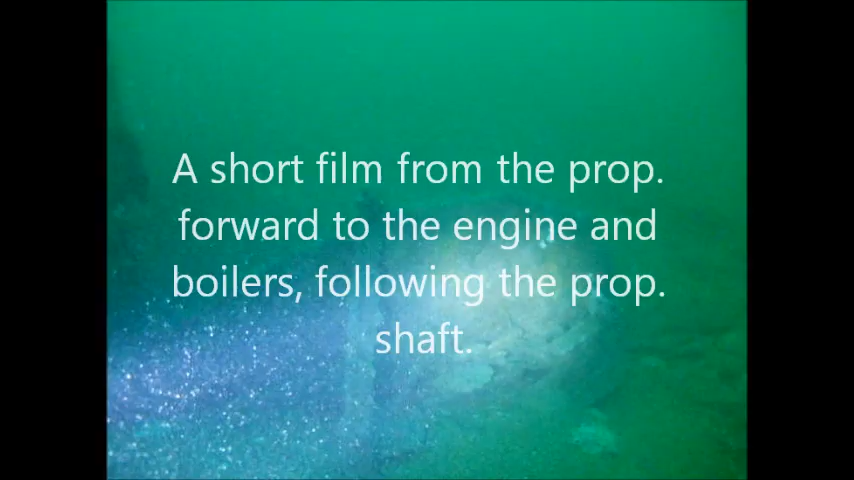 A short film from the prop.
forward to the engine and
boilers, following the prop.
shaft.